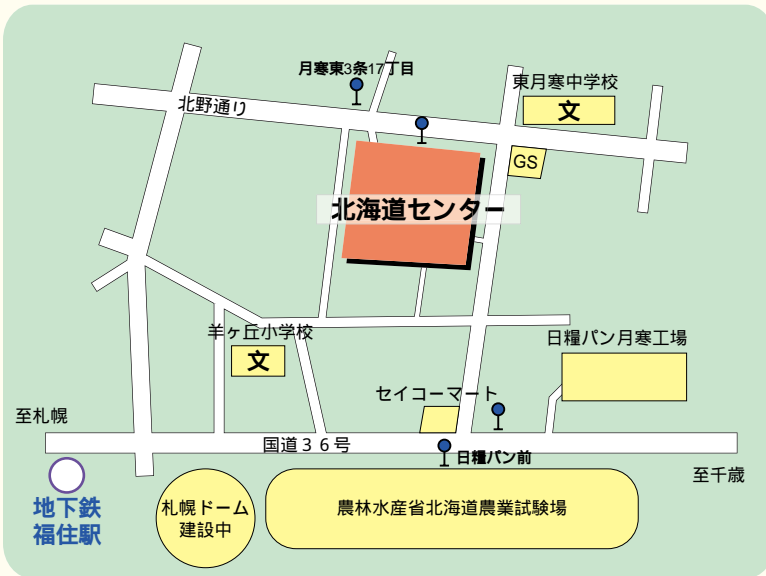 月寒東3条17丁目
東月寒中学校
文
北野通り
GS
北海道センター
羊ヶ丘小学校
文
日糧パン月寒工場
セイコーマート
至札幌
国道３６号
日糧パン前
至千歳
地下鉄
福住駅
札幌ドーム
建設中
農林水産省北海道農業試験場